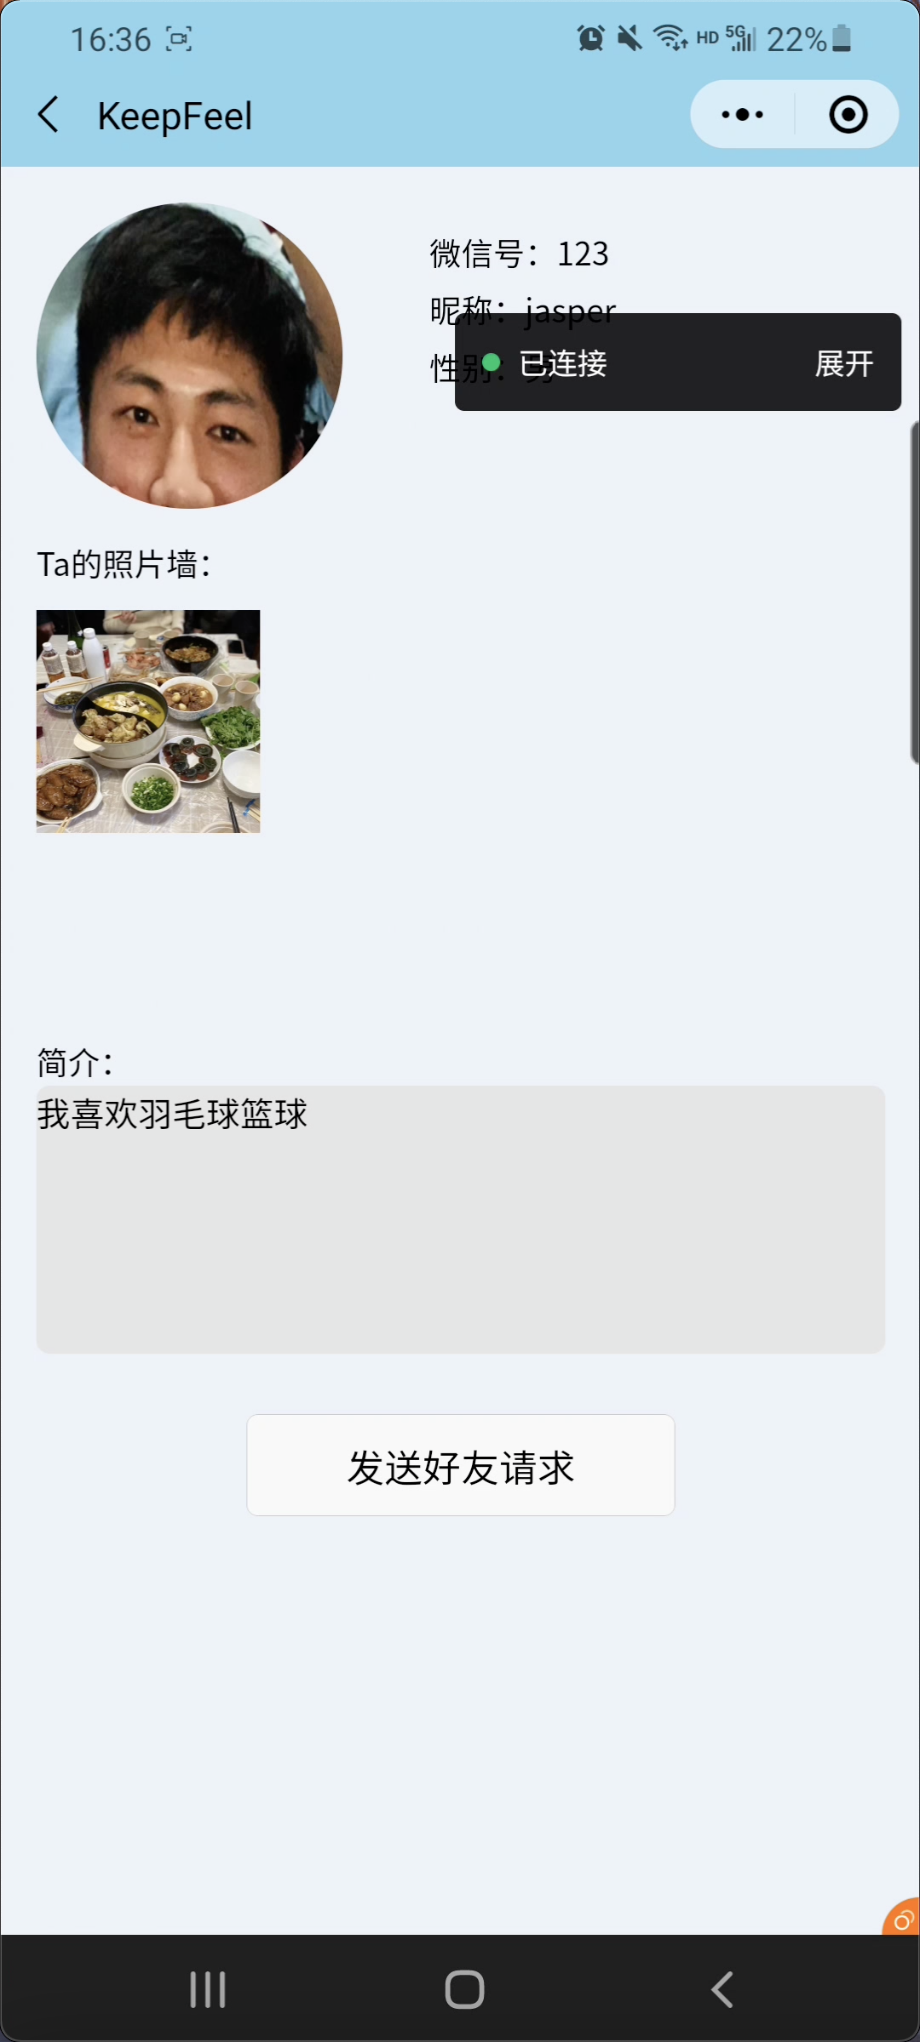 16:36 HD 5G 22%
KeepFeel
微信号：123
昵称：jasper
性别：男
已连接 展开
Ta的照片墙：
简介：
我喜欢羽毛球篮球
发送好友请求